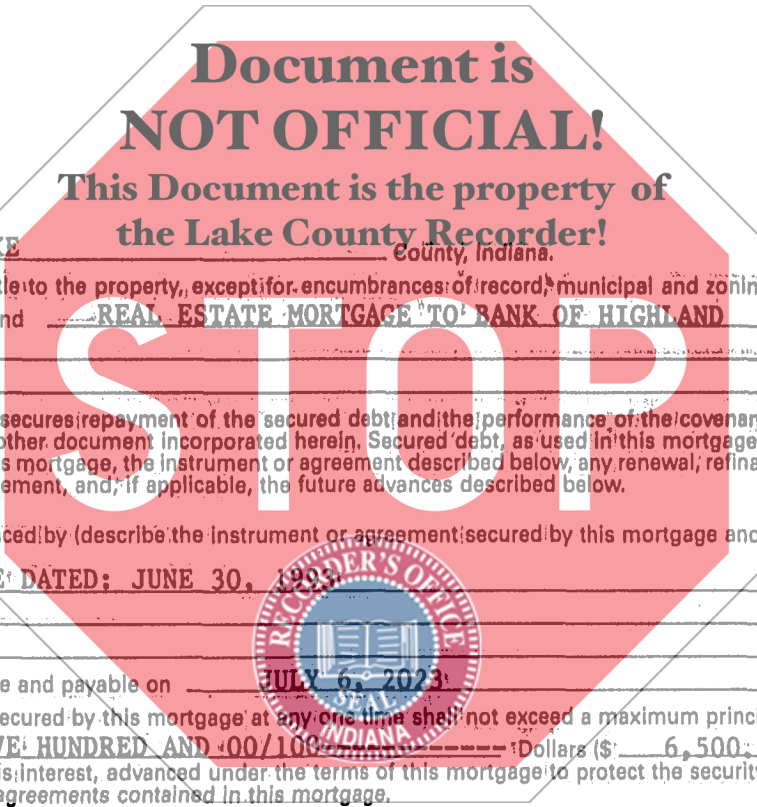 Document is
NOT OFFICIAL!
This Document is the property of
the Lake County Recorder!
KE County, Indiana.
tle to the property, except for encumbrances of record, municipal and zonin
nd REAL ESTATE MORTGAGE TO BANK OF HIGHLAND
STOP
secures repayment of the secured debt and the performance of the covenan
other document incorporated herein. Secured debt, as used in this mortgage
s mortgage, the instrument or agreement described below, any renewal, refina
ement, and, if applicable, the future advances described below.
ced by (describe the instrument or agreement secured by this mortgage and
E DATED: JUNE 30, 1993
RECORDER'S OFFICE
SEAL
INDIANA
e and payable on JULY 6, 2023
ecured by this mortgage at any one time shall not exceed a maximum princi
VE HUNDRED AND 00/100---------- Dollars ($ 6,500.
is interest, advanced under the terms of this mortgage to protect the securit
agreements contained in this mortgage.